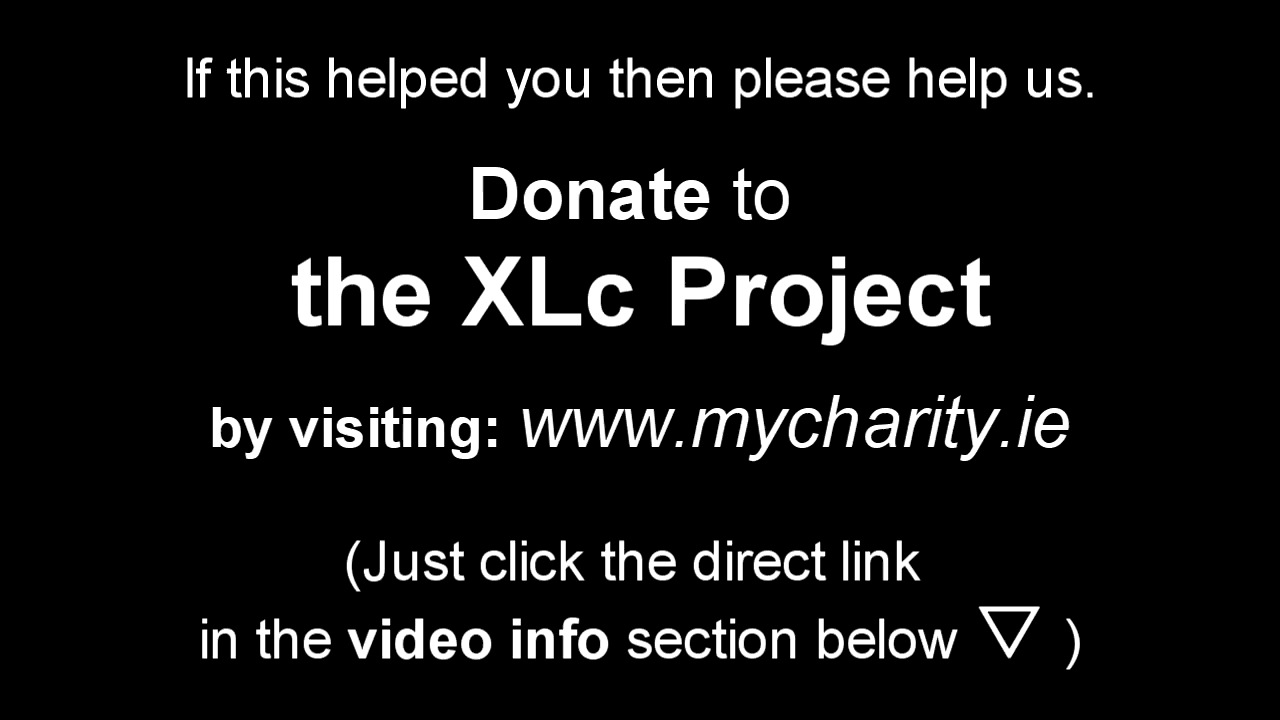 If this helped you then please help us.
Donate to
the XLc Project
by visiting: www.mycharity.ie
(Just click the direct link
in the video info section below ▽ )